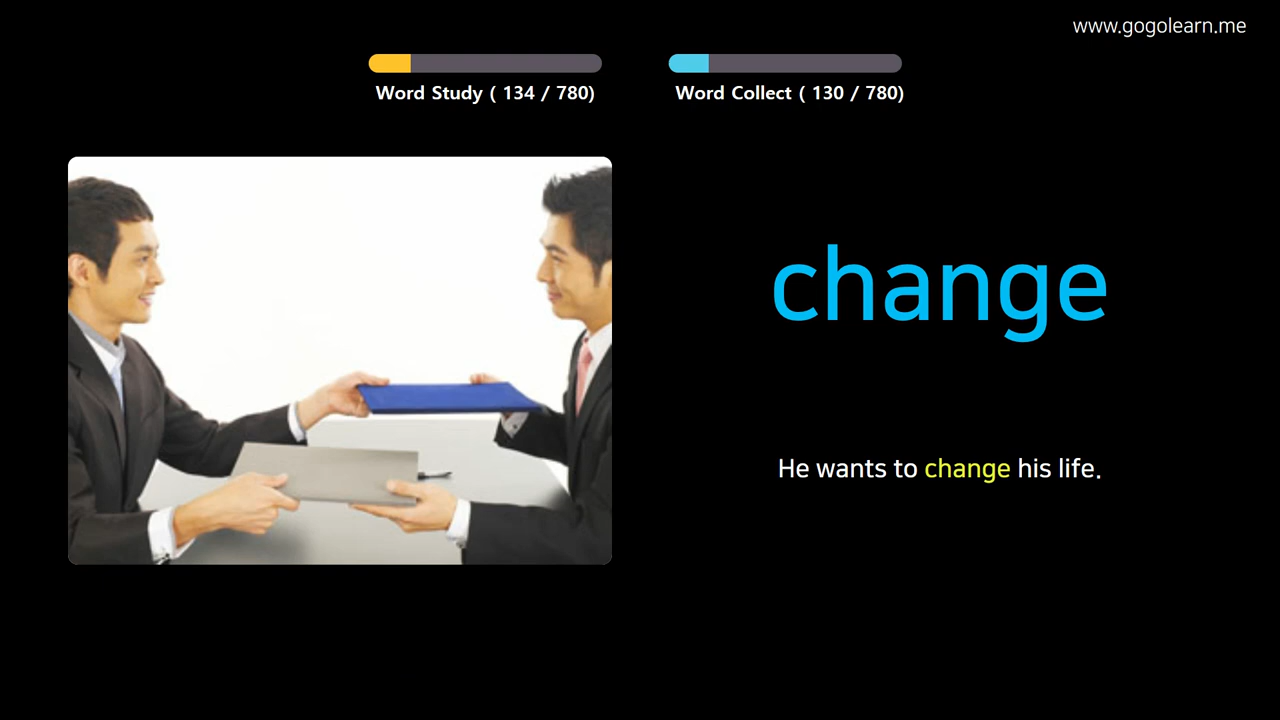 www.gogolearn.me
Word Study ( 134 / 780)
Word Collect ( 130 / 780)
change
He wants to change his life.